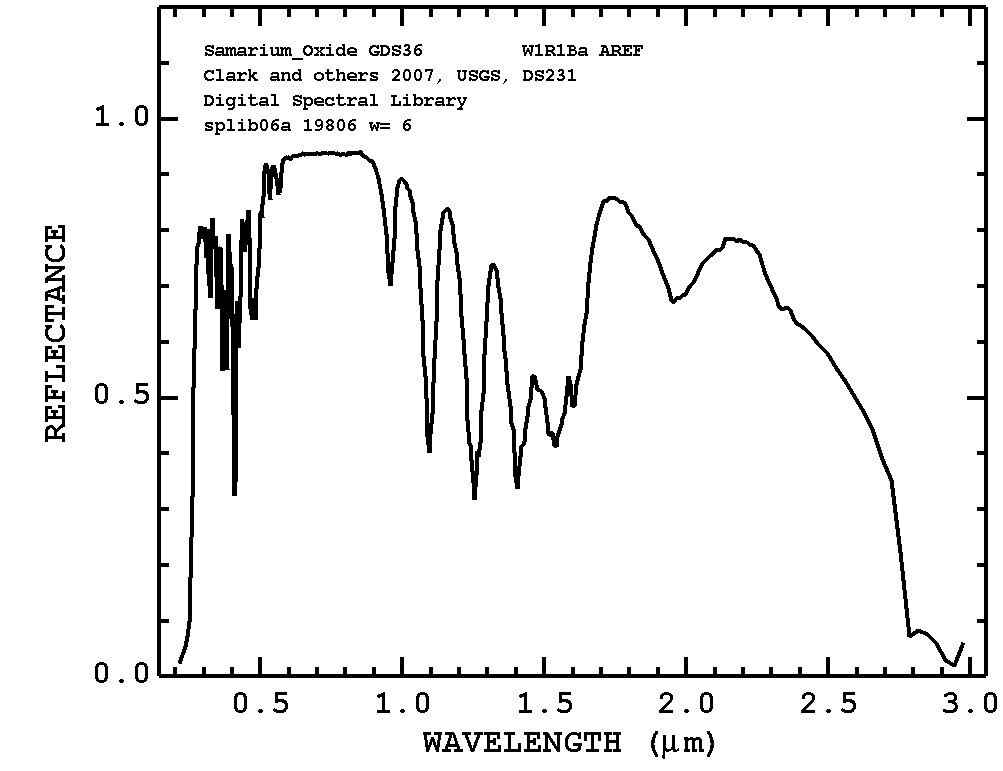 Samarium_Oxide GDS36 W1R1Ba AREF
Clark and others 2007, USGS, DS231
Digital Spectral Library
splib06a 19806 w= 6
1.0
REFLECTANCE
0.5
0.0
0.5 1.0 1.5 2.0 2.5 3.0
WAVELENGTH (μm)